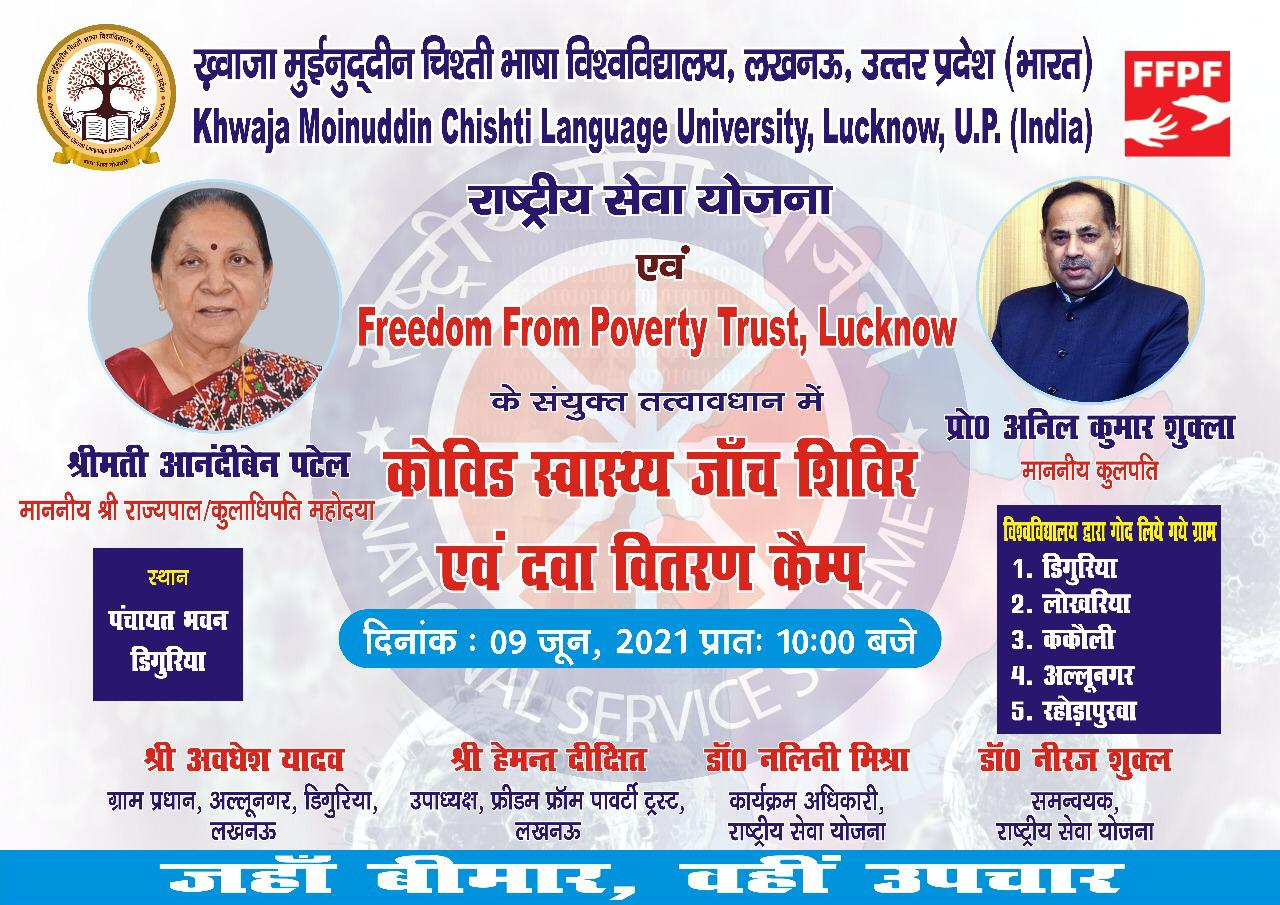 ख़्वाजा मुईनुद्दीन चिश्ती भाषा विश्वविद्यालय, लखनऊ, उत्तर प्रदेश (भारत)
Khwaja Moinuddin Chishti Language University, Lucknow, U.P. (India)
FFPF
राष्ट्रीय सेवा योजना
एवं
Freedom From Poverty Trust, Lucknow
के संयुक्त तत्वावधान में
कोविड स्वास्थ्य जाँच शिविर
एवं दवा वितरण कैम्प
दिनांक : 09 जून, 2021 प्रातः 10:00 बजे
श्रीमती आनंदीबेन पटेल
माननीय श्री राज्यपाल/कुलाधिपति महोदया
प्रो0 अनिल कुमार शुक्ला
माननीय कुलपति
स्थान
पंचायत भवन
डिगुरिया
विश्वविद्यालय द्वारा गोद लिये गये ग्राम
1. डिगुरिया
2. लोखरिया
3. ककौली
4. अल्लूनगर
5. रहोड़ापुरवा
राष्ट्रीय सेवा योजना
NATIONAL SERVICE SCHEME
श्री अवधेश यादव
ग्राम प्रधान, अल्लूनगर, डिगुरिया,
लखनऊ
श्री हेमन्त दीक्षित
उपाध्यक्ष, फ्रीडम फ्रॉम पावर्टी ट्रस्ट,
लखनऊ
डॉ0 नलिनी मिश्रा
कार्यक्रम अधिकारी,
राष्ट्रीय सेवा योजना
डॉ0 नीरज शुक्ल
समन्वयक,
राष्ट्रीय सेवा योजना
जहाँ बीमार, वहीं उपचार